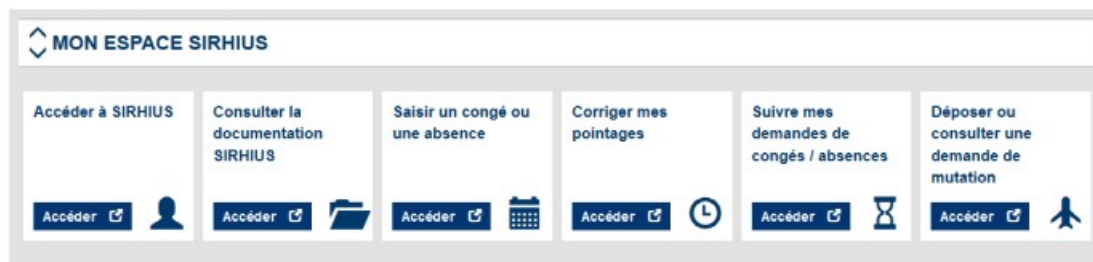 MON ESPACE SIRHIUS
Accéder à SIRHIUS
Accéder
Consulter la
documentation
SIRHIUS
Accéder
Saisir un congé ou
une absence
Accéder
Corriger mes
pointages
Accéder
Suivre mes
demandes de
congés / absences
Accéder
Déposer ou
consulter une
demande de
mutation
Accéder